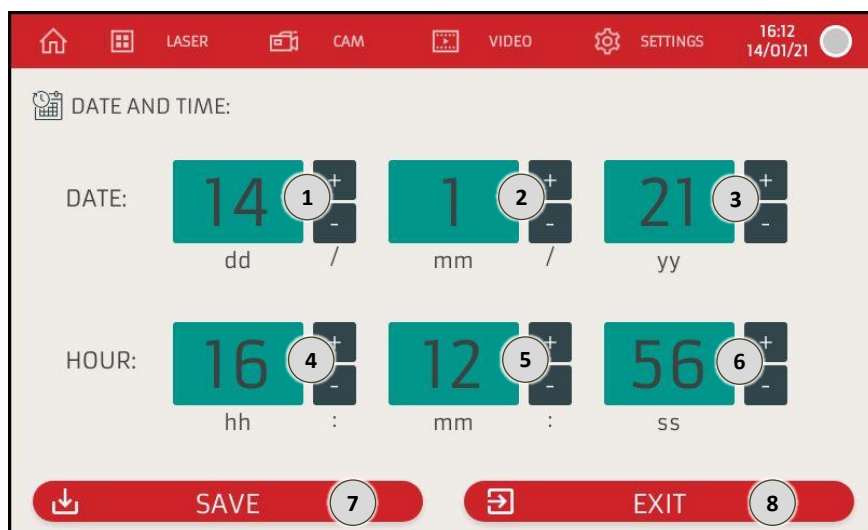 LASER CAM VIDEO SETTINGS 16:12
14/01/21
DATE AND TIME:
DATE: 14 1 + - 1 2 + - 21 3 + -
dd / mm / yy
HOUR: 16 4 + - 12 5 + - 56 6 + -
hh : mm : ss
SAVE 7 EXIT 8